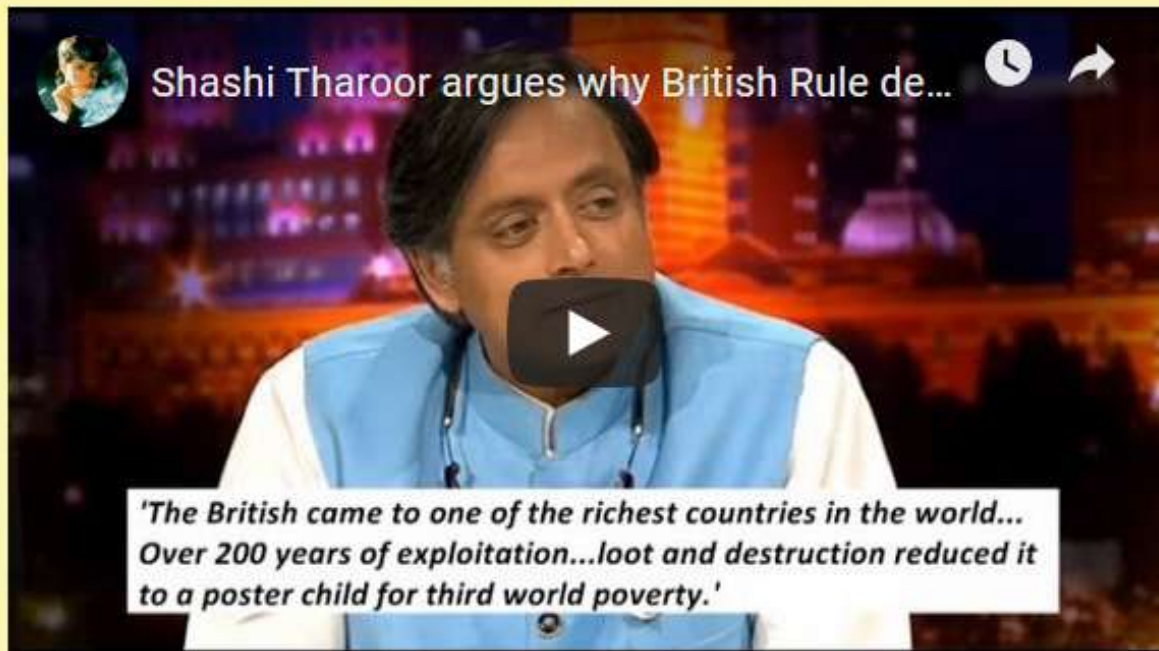 Shashi Tharoor argues why British Rule de...
'The British came to one of the richest countries in the world...
Over 200 years of exploitation...loot and destruction reduced it
to a poster child for third world poverty.'